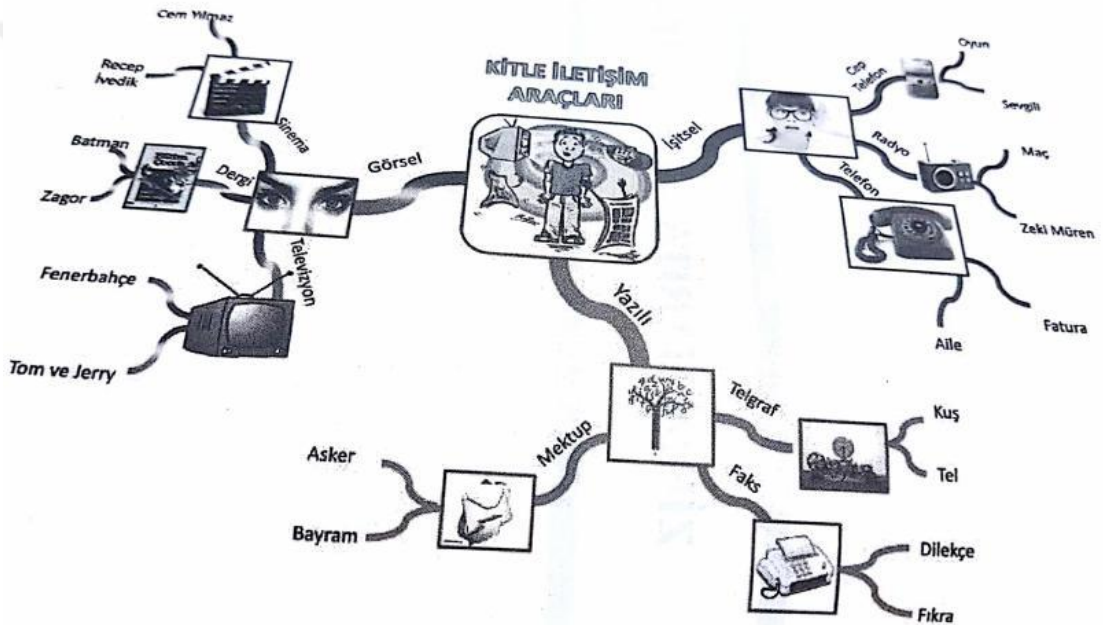 KİTLE İLETİŞİM
ARAÇLARI
Görsel
Sinema
Cem Yılmaz
Recep
İvedik
Dergi
Batman
Zagor
Televizyon
Fenerbahçe
Tom ve Jerry
İşitsel
Cep
Telefon
Oyun
Sevgili
Radyo
Maç
Zeki Müren
Telefon
Aile
Fatura
Yazılı
Mektup
Asker
Bayram
Telgraf
Kuş
Tel
Faks
Dilekçe
Fıkra